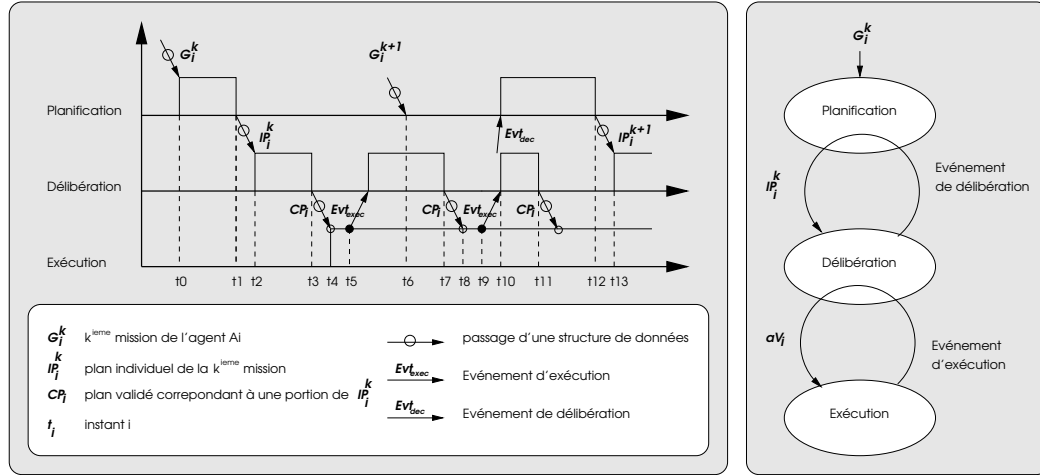 G_i^k
G_i^{k+1}
Planification
IP_i^k
Evt_dec
IP_i^{k+1}
Délibération
CP_i
Evt_exec
CP_i
Evt_exec
CP_i
Exécution
t0 t1 t2 t3 t4 t5 t6 t7 t8 t9 t10 t11 t12 t13
G_i^k k^ieme mission de l'agent Ai
IP_i^k plan individuel de la k^ieme mission
CP_i plan validé correpondant à une portion de IP_i^k
t_i instant i
passage d'une structure de données
Evt_exec Evénement d'exécution
Evt_dec Evénement de délibération
G_i^k
Planification
IP_i^k
Evénement
de délibération
Délibération
aV_i
Evénement
d'exécution
Exécution